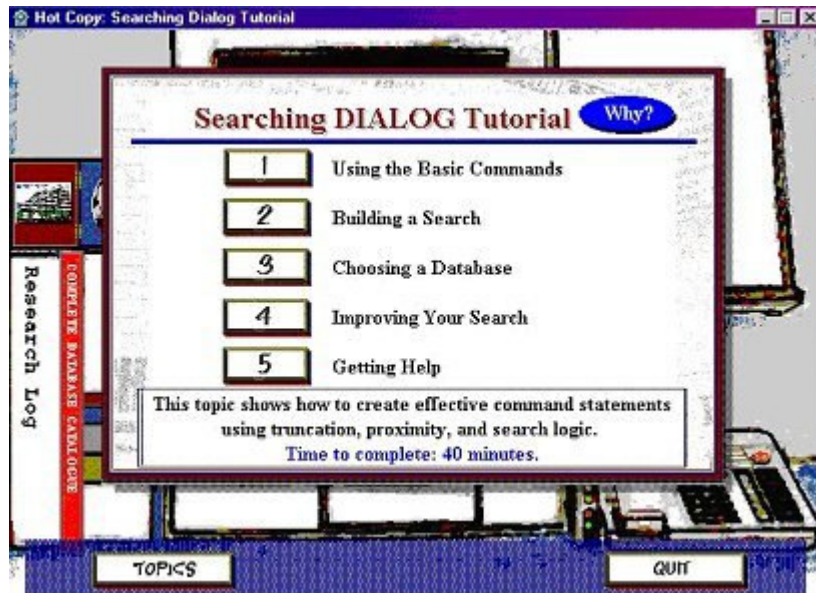 Hot Copy: Searching Dialog Tutorial
Searching DIALOG Tutorial Why?
1 Using the Basic Commands
2 Building a Search
3 Choosing a Database
4 Improving Your Search
5 Getting Help
This topic shows how to create effective command statements
using truncation, proximity, and search logic.
Time to complete: 40 minutes.
Research Log
COMPLETE DATABASE CATALOGUE
TOPICS QUIT